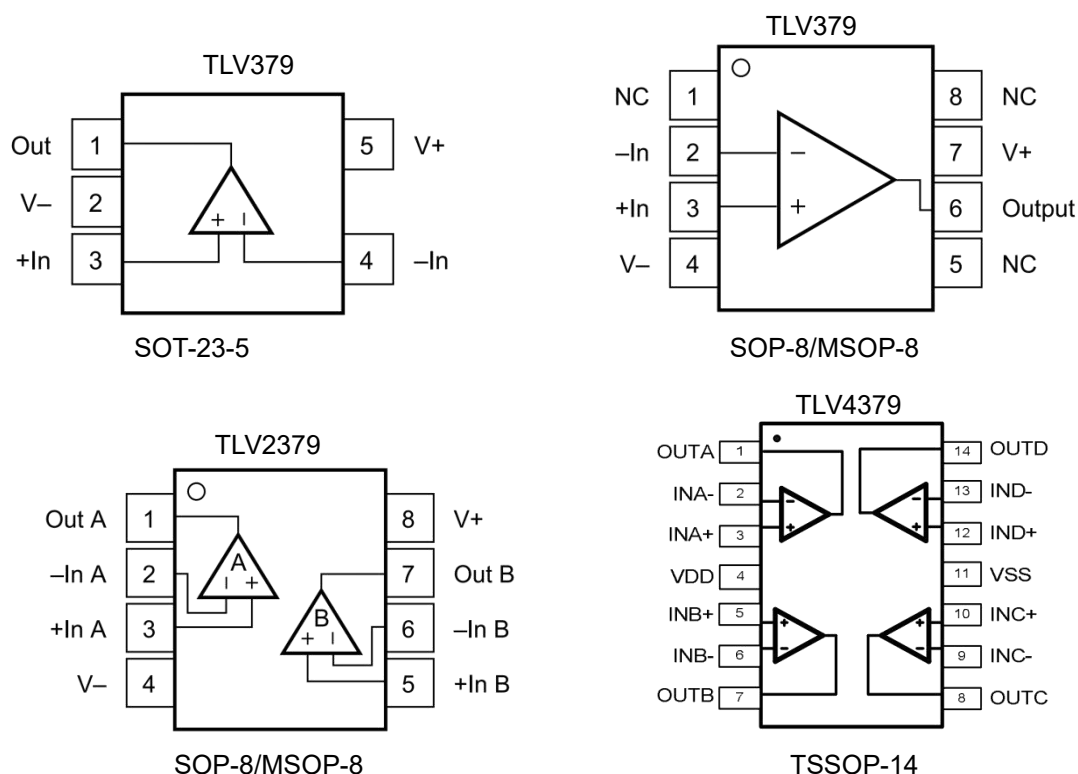 TLV379
Out 1
V– 2
+In 3
5 V+
4 –In
+ –
SOT-23-5
TLV379
NC 1
–In 2
+In 3
V– 4
8 NC
7 V+
6 Output
5 NC
–
+
SOP-8/MSOP-8
TLV2379
Out A 1
–In A 2
+In A 3
V– 4
8 V+
7 Out B
6 –In B
5 +In B
A
– +
B
+ –
SOP-8/MSOP-8
TLV4379
OUTA 1
INA- 2
INA+ 3
VDD 4
INB+ 5
INB- 6
OUTB 7
14 OUTD
13 IND-
12 IND+
11 VSS
10 INC+
9 INC-
8 OUTC
-
+
-
+
+
-
+
-
TSSOP-14